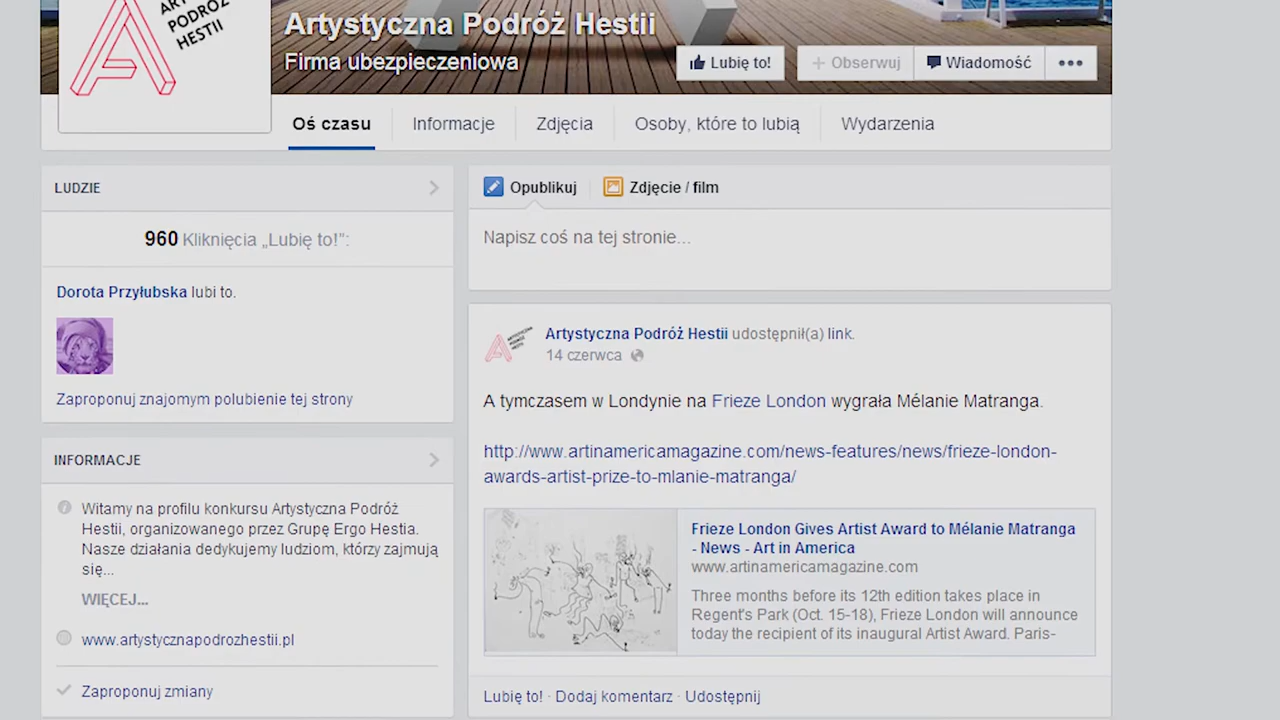 ARTYSTYCZNA
PODRÓŻ
HESTII
Artystyczna Podróż Hestii
Firma ubezpieczeniowa
Lubię to!
Obserwuj
Wiadomość
Oś czasu
Informacje
Zdjęcia
Osoby, które to lubią
Wydarzenia
LUDZIE
960 Kliknięcia „Lubię to!":
Dorota Przyłubska lubi to.
Zaproponuj znajomym polubienie tej strony
INFORMACJE
Witamy na profilu konkursu Artystyczna Podróż
Hestii, organizowanego przez Grupę Ergo Hestia.
Nasze działania dedykujemy ludziom, którzy zajmują
się...
WIĘCEJ...
www.artystycznapodrozhestii.pl
Zaproponuj zmiany
Opublikuj
Zdjęcie / film
Napisz coś na tej stronie...
Artystyczna Podróż Hestii udostępnił(a) link.
14 czerwca
A tymczasem w Londynie na Frieze London wygrała Mélanie Matranga.
http://www.artinamericamagazine.com/news-features/news/frieze-london-
awards-artist-prize-to-mlanie-matranga/
Frieze London Gives Artist Award to Mélanie Matranga
- News - Art in America
www.artinamericamagazine.com
Three months before its 12th edition takes place in
Regent's Park (Oct. 15-18), Frieze London will announce
today the recipient of its inaugural Artist Award. Paris-
Lubię to! · Dodaj komentarz · Udostępnij